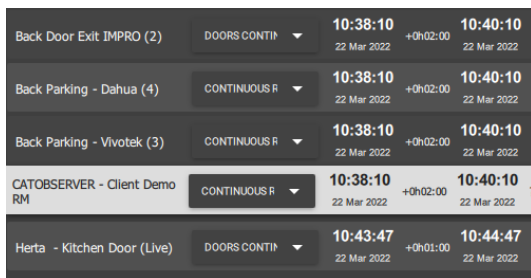 Back Door Exit IMPRO (2) DOORS CONTIN 10:38:10 +0h02:00 10:40:10
22 Mar 2022 22 Mar 2022
Back Parking - Dahua (4) CONTINUOUS R 10:38:10 +0h02:00 10:40:10
22 Mar 2022 22 Mar 2022
Back Parking - Vivotek (3) CONTINUOUS R 10:38:10 +0h02:00 10:40:10
22 Mar 2022 22 Mar 2022
CATOBSERVER - Client Demo RM CONTINUOUS R 10:38:10 +0h02:00 10:40:10
22 Mar 2022 22 Mar 2022
Herta - Kitchen Door (Live) DOORS CONTIN 10:43:47 +0h01:00 10:44:47
22 Mar 2022 22 Mar 2022